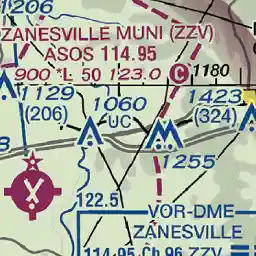 1206
ZANESVILLE MUNI (ZZV)
ASOS 114.95
900 *L 50 123.0 C
1180
1129
(206)
1060
UC
1423
(324)
1255
122.5
VOR-DME
ZANESVILLE
114.95 Ch 96 ZZV